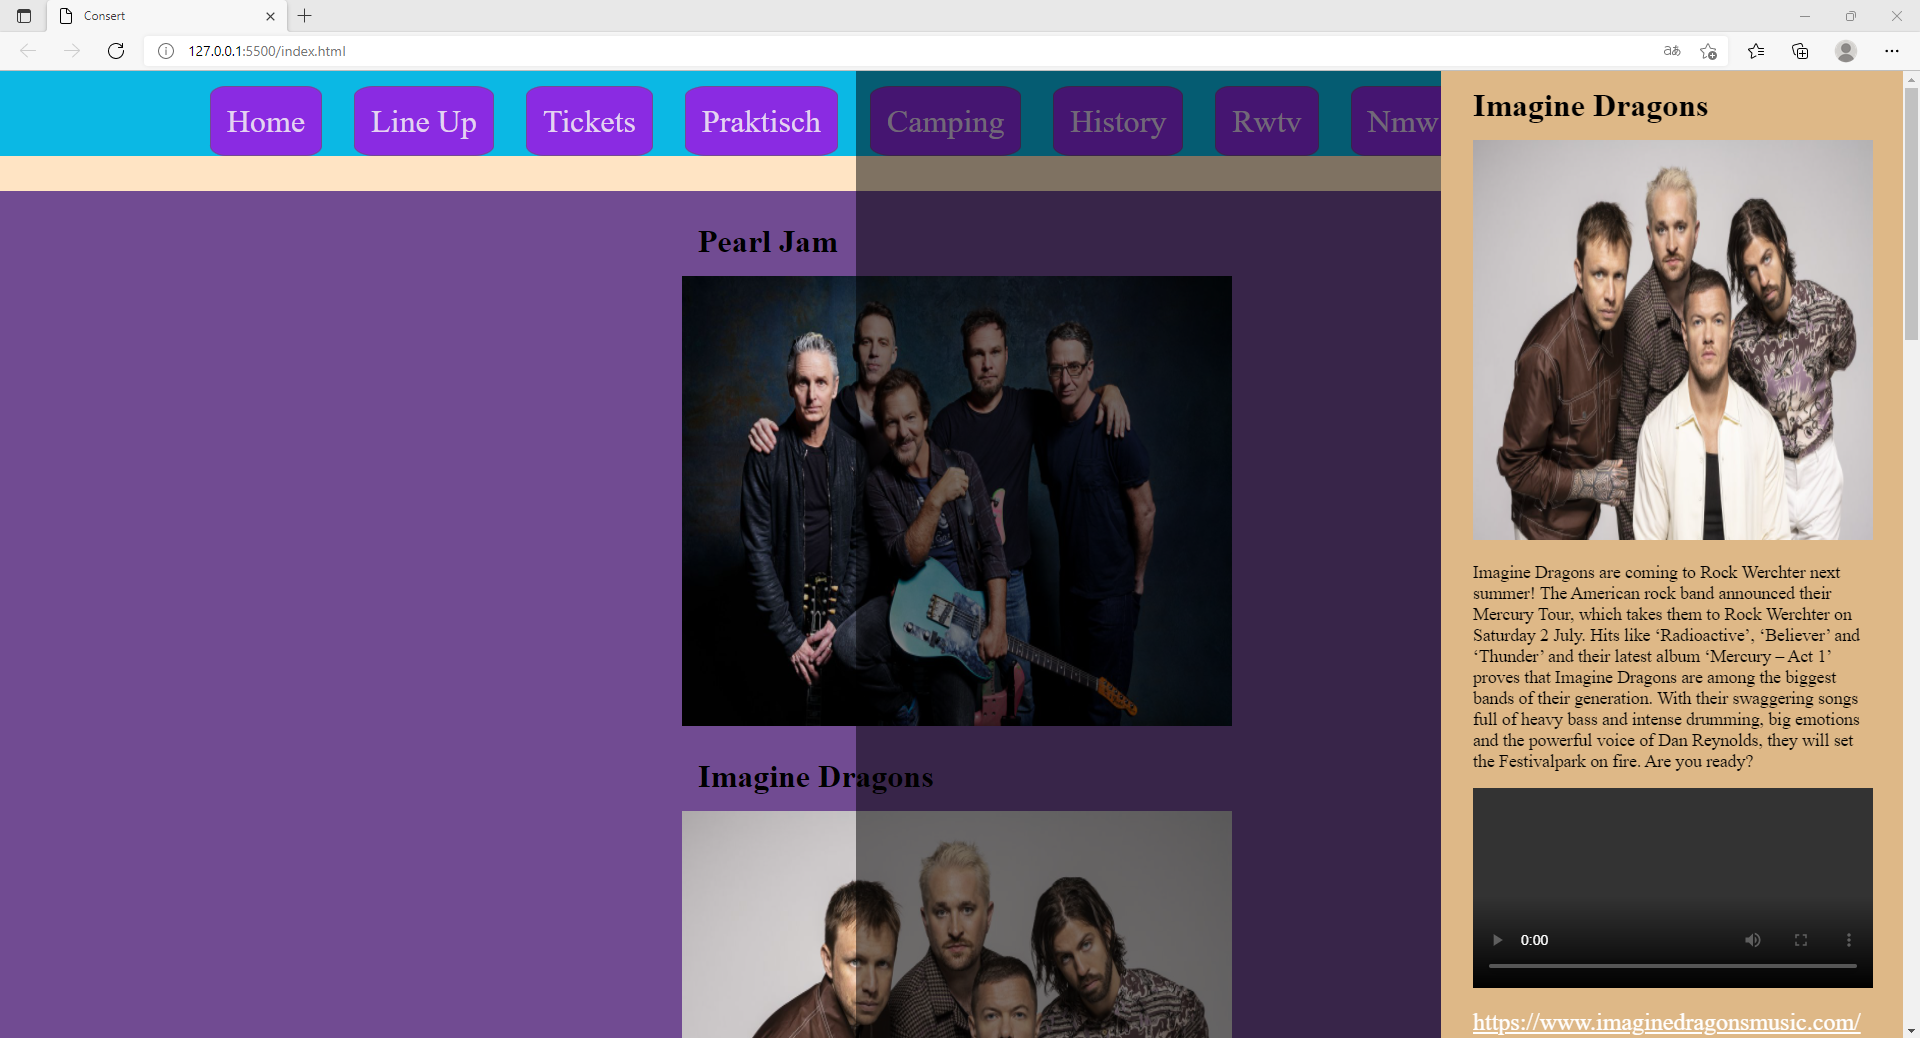 Consert
127.0.0.1:5500/index.html
aあ
Home Line Up Tickets Praktisch Camping History Rwtv Nmw
Pearl Jam
Imagine Dragons
Imagine Dragons
Imagine Dragons are coming to Rock Werchter next
summer! The American rock band announced their
Mercury Tour, which takes them to Rock Werchter on
Saturday 2 July. Hits like ‘Radioactive’, ‘Believer’ and
‘Thunder’ and their latest album ‘Mercury – Act 1’
proves that Imagine Dragons are among the biggest
bands of their generation. With their swaggering songs
full of heavy bass and intense drumming, big emotions
and the powerful voice of Dan Reynolds, they will set
the Festivalpark on fire. Are you ready?
0:00
https://www.imaginedragonsmusic.com/